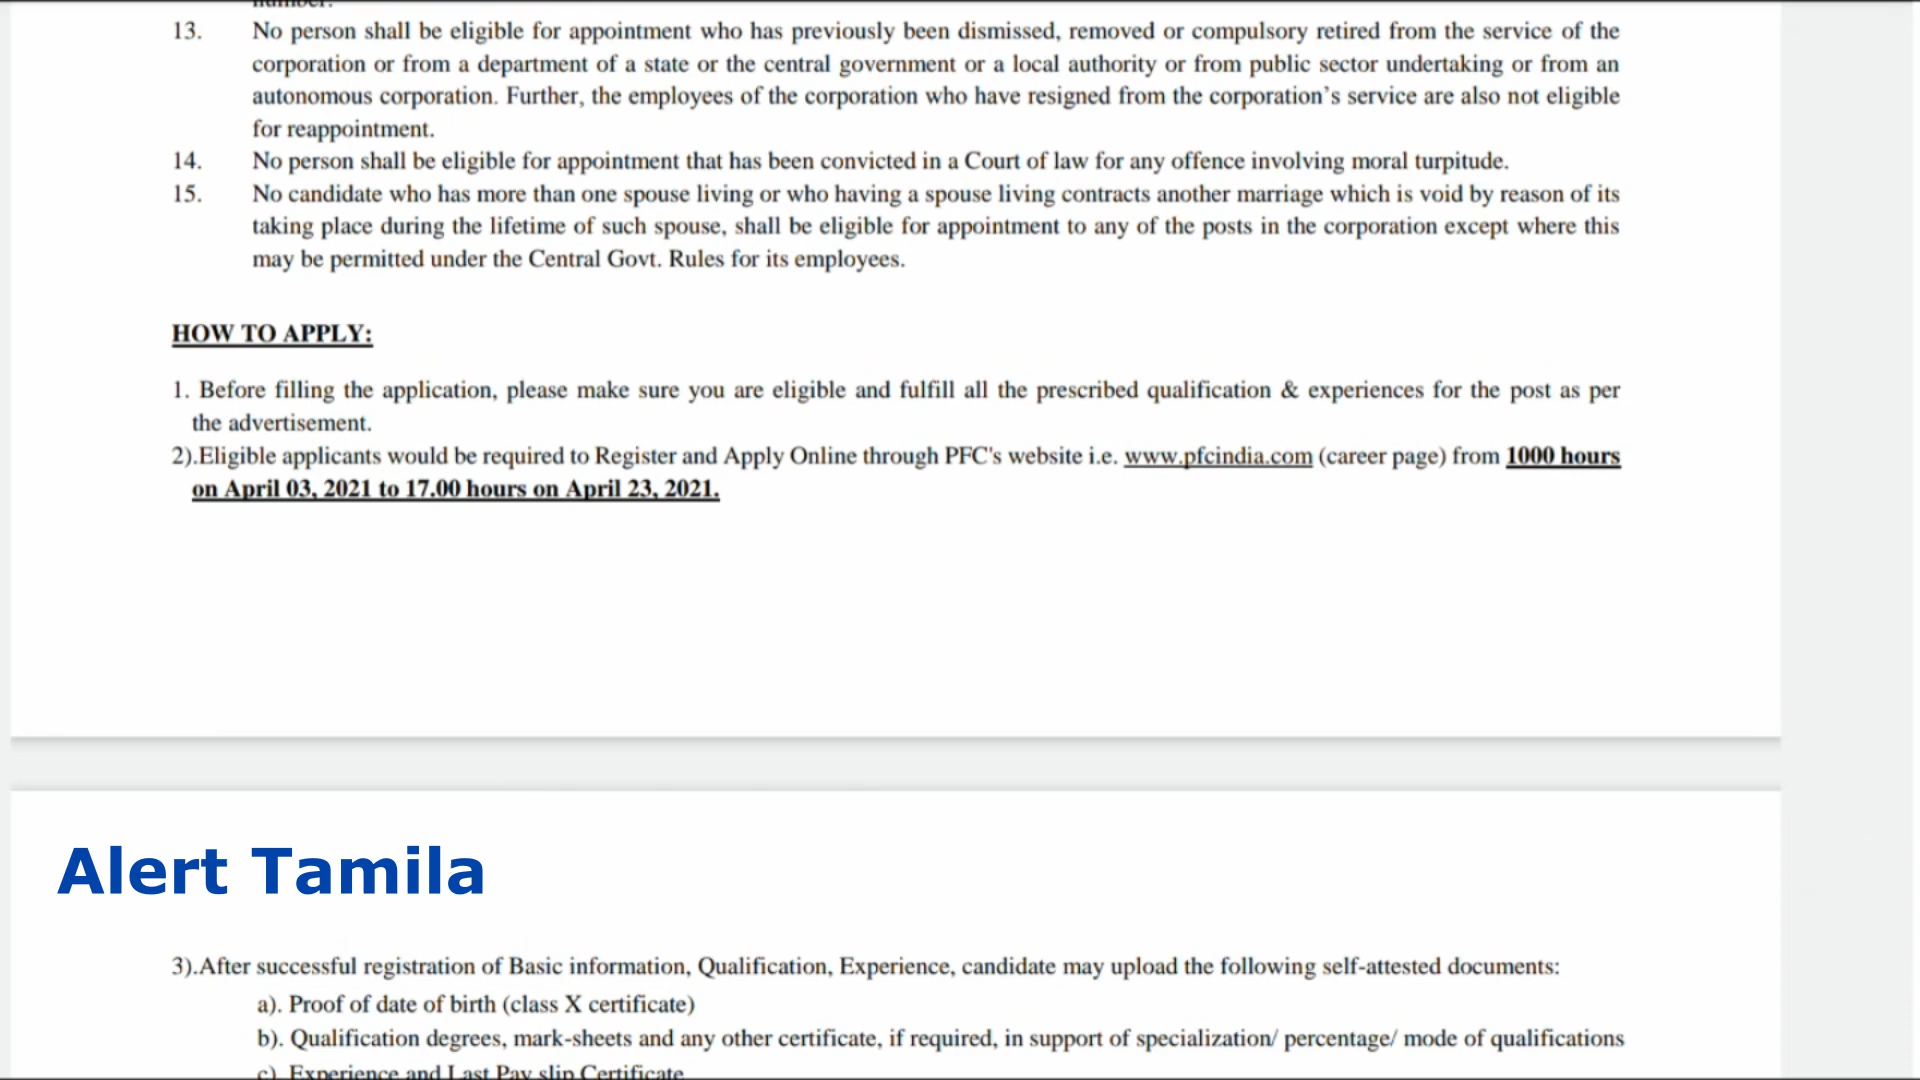 number.
13. No person shall be eligible for appointment who has previously been dismissed, removed or compulsory retired from the service of the
corporation or from a department of a state or the central government or a local authority or from public sector undertaking or from an
autonomous corporation. Further, the employees of the corporation who have resigned from the corporation's service are also not eligible
for reappointment.
14. No person shall be eligible for appointment that has been convicted in a Court of law for any offence involving moral turpitude.
15. No candidate who has more than one spouse living or who having a spouse living contracts another marriage which is void by reason of its
taking place during the lifetime of such spouse, shall be eligible for appointment to any of the posts in the corporation except where this
may be permitted under the Central Govt. Rules for its employees.
HOW TO APPLY:
1. Before filling the application, please make sure you are eligible and fulfill all the prescribed qualification & experiences for the post as per
the advertisement.
2).Eligible applicants would be required to Register and Apply Online through PFC's website i.e. www.pfcindia.com (career page) from 1000 hours
on April 03, 2021 to 17.00 hours on April 23, 2021.
Alert Tamila
3).After successful registration of Basic information, Qualification, Experience, candidate may upload the following self-attested documents:
a). Proof of date of birth (class X certificate)
b). Qualification degrees, mark-sheets and any other certificate, if required, in support of specialization/ percentage/ mode of qualifications
c). Experience and Last Pay slip Certificate